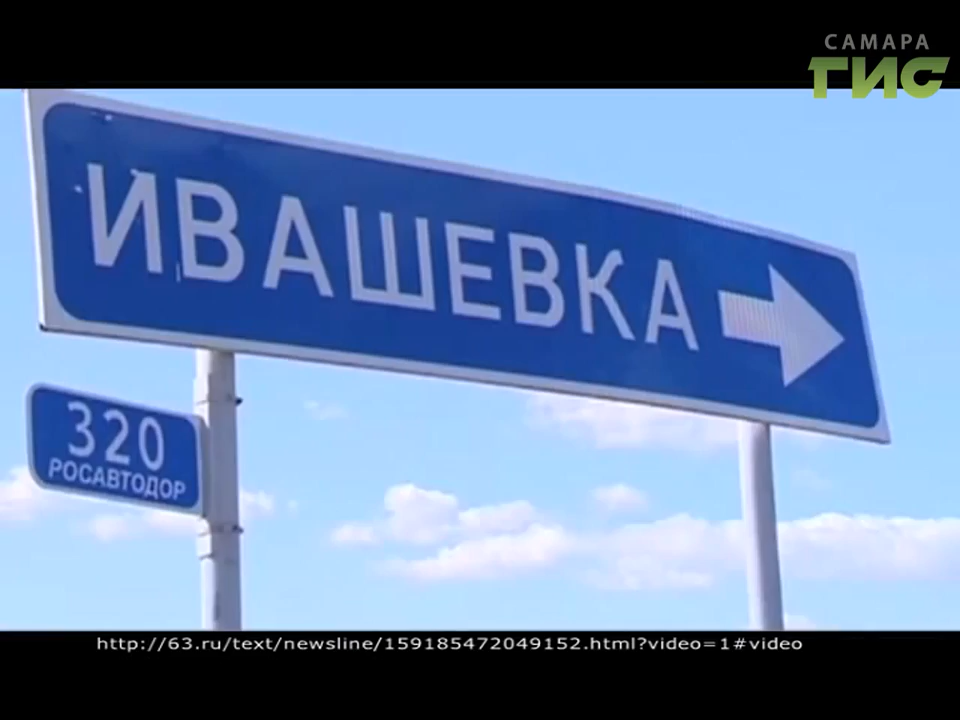 САМАРА
ГИС
ИВАШЕВКА
320
РОСАВТОДОР
http://63.ru/text/newsline/159185472049152.html?video=1#video